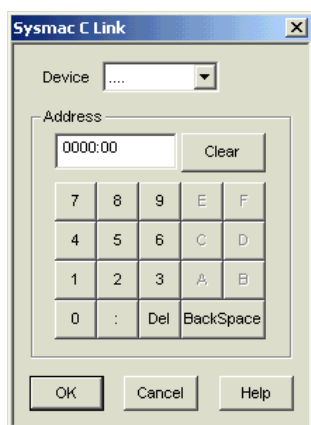 Sysmac C Link
Device ....
Address
0000:00 Clear
7 8 9 E F
4 5 6 C D
1 2 3 A B
0 : Del BackSpace
OK Cancel Help